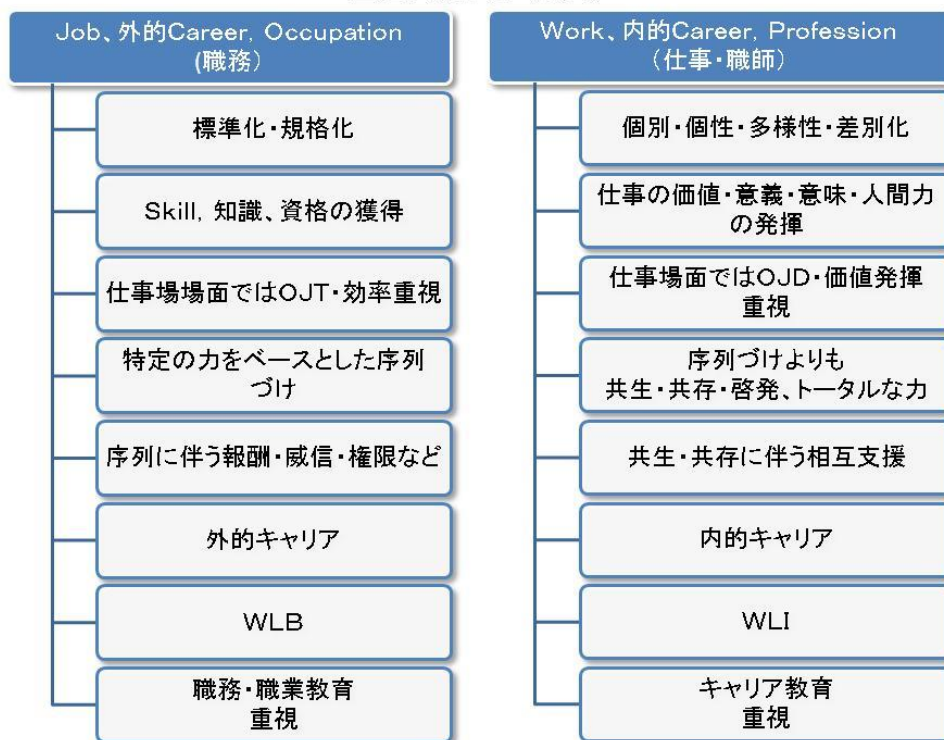 Job、外的Career, Occupation
(職務）
標準化・規格化
Skill, 知識、資格の獲得
仕事場場面ではOJT・効率重視
特定の力をベースとした序列
づけ
序列に伴う報酬・威信・権限など
外的キャリア
WLB
職務・職業教育
重視
Work、内的Career, Profession
（仕事・職師）
個別・個性・多様性・差別化
仕事の価値・意義・意味・人間力
の発揮
仕事場面ではOJD・価値発揮
重視
序列づけよりも
共生・共存・啓発、トータルな力
共生・共存に伴う相互支援
内的キャリア
WLI
キャリア教育
重視